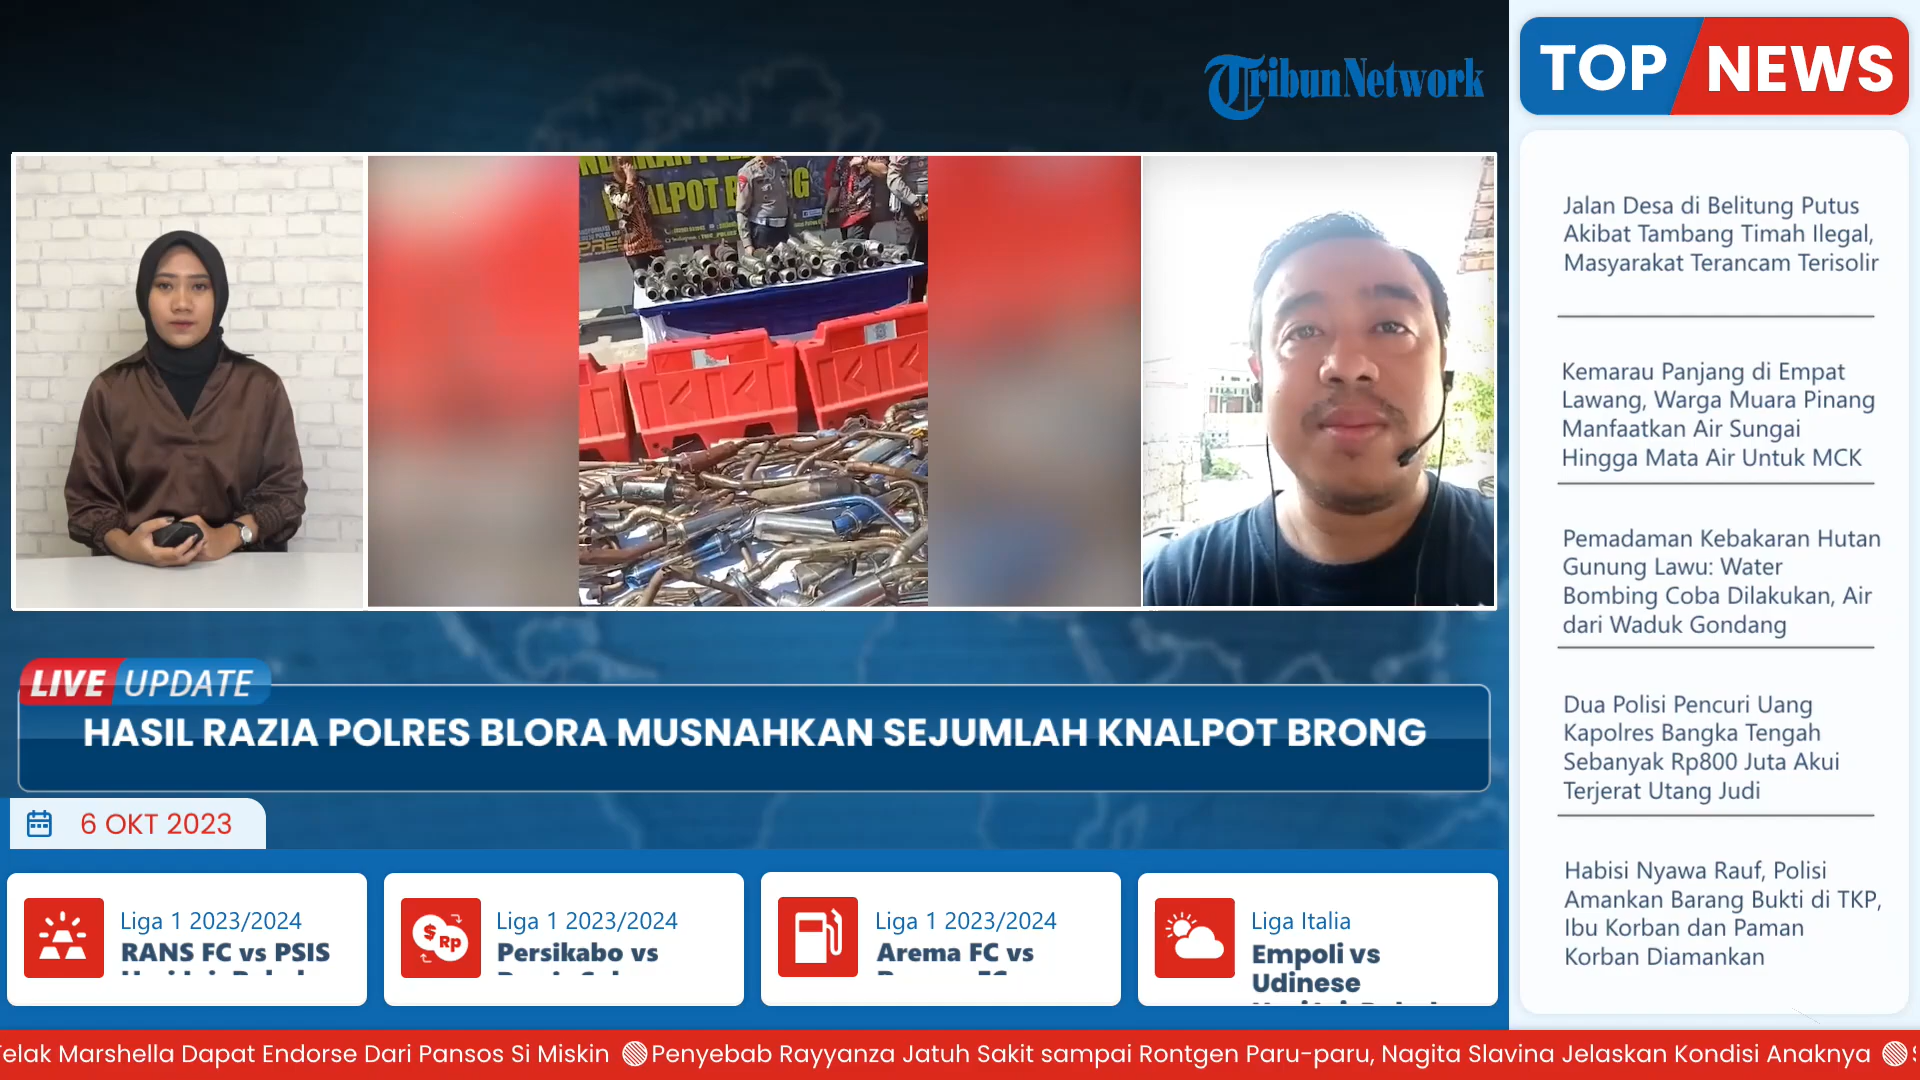 TribunNetwork
KNALPOT
LIVE UPDATE
HASIL RAZIA POLRES BLORA MUSNAHKAN SEJUMLAH KNALPOT BRONG
6 OKT 2023
Liga 1 2023/2024
RANS FC vs PSIS
Liga 1 2023/2024
Persikabo vs
Liga 1 2023/2024
Arema FC vs
Liga Italia
Empoli vs
Udinese
TOP NEWS
Jalan Desa di Belitung Putus
Akibat Tambang Timah Ilegal,
Masyarakat Terancam Terisolir
Kemarau Panjang di Empat
Lawang, Warga Muara Pinang
Manfaatkan Air Sungai
Hingga Mata Air Untuk MCK
Pemadaman Kebakaran Hutan
Gunung Lawu: Water
Bombing Coba Dilakukan, Air
dari Waduk Gondang
Dua Polisi Pencuri Uang
Kapolres Bangka Tengah
Sebanyak Rp800 Juta Akui
Terjerat Utang Judi
Habisi Nyawa Rauf, Polisi
Amankan Barang Bukti di TKP,
Ibu Korban dan Paman
Korban Diamankan
elak Marshella Dapat Endorse Dari Pansos Si Miskin Penyebab Rayyanza Jatuh Sakit sampai Rontgen Paru-paru, Nagita Slavina Jelaskan Kondisi Anaknya